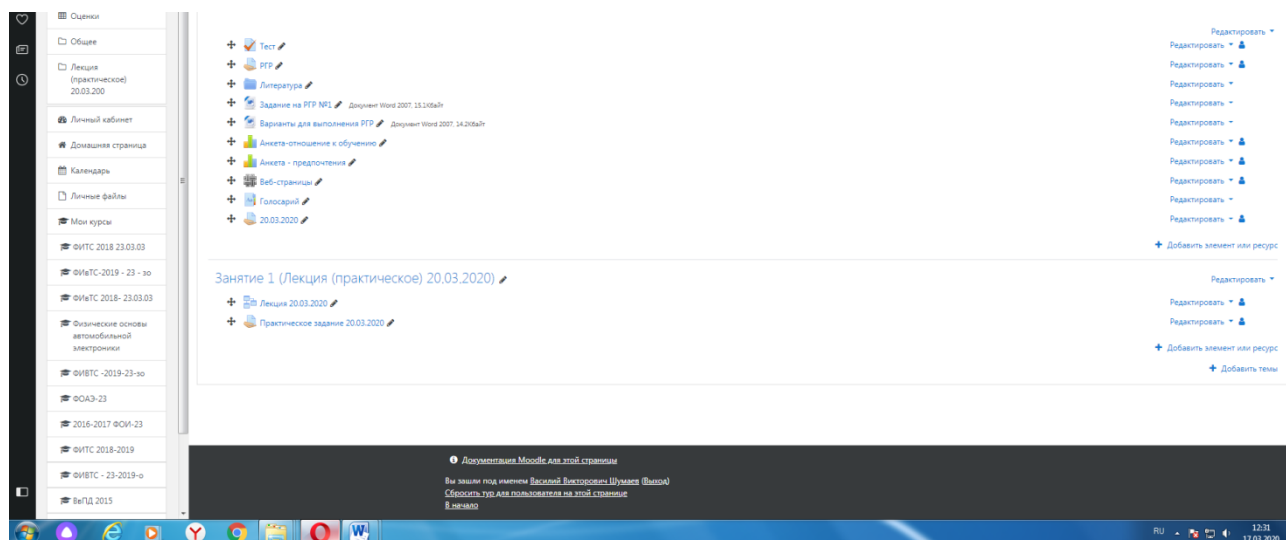 Оценки
Общее
Лекция
(практическое)
20.03.200
Личный кабинет
Домашняя страница
Календарь
Личные файлы
Мои курсы
ФИТС 2018 23.03.03
ФИвТС-2019 - 23 - зо
ФИвТС 2018- 23.03.03
Физические основы
автомобильной
электроники
ФИВТС -2019-23-зо
ФОАЭ-23
2016-2017 ФОИ-23
ФИТС 2018-2019
ФИВТС - 23-2019-о
ВвПД 2015
Редактировать
Тест Редактировать
РГР Редактировать
Литература Редактировать
Задание на РГР №1 Документ Word 2007, 15.1Кбайт Редактировать
Варианты для выполнения РГР Документ Word 2007, 14.2Кбайт Редактировать
Анкета-отношение к обучению Редактировать
Анкета - предпочтения Редактировать
Веб-страницы Редактировать
Голосарий Редактировать
20.03.2020 Редактировать
+ Добавить элемент или ресурс
Занятие 1 (Лекция (практическое) 20.03.2020) Редактировать
Лекция 20.03.2020 Редактировать
Практическое задание 20.03.2020 Редактировать
+ Добавить элемент или ресурс
+ Добавить темы
Документация Moodle для этой страницы
Вы зашли под именем Василий Викторович Шумаев (Выход)
Сбросить тур для пользователя на этой странице
В начало
RU 12:31
17.03.2020